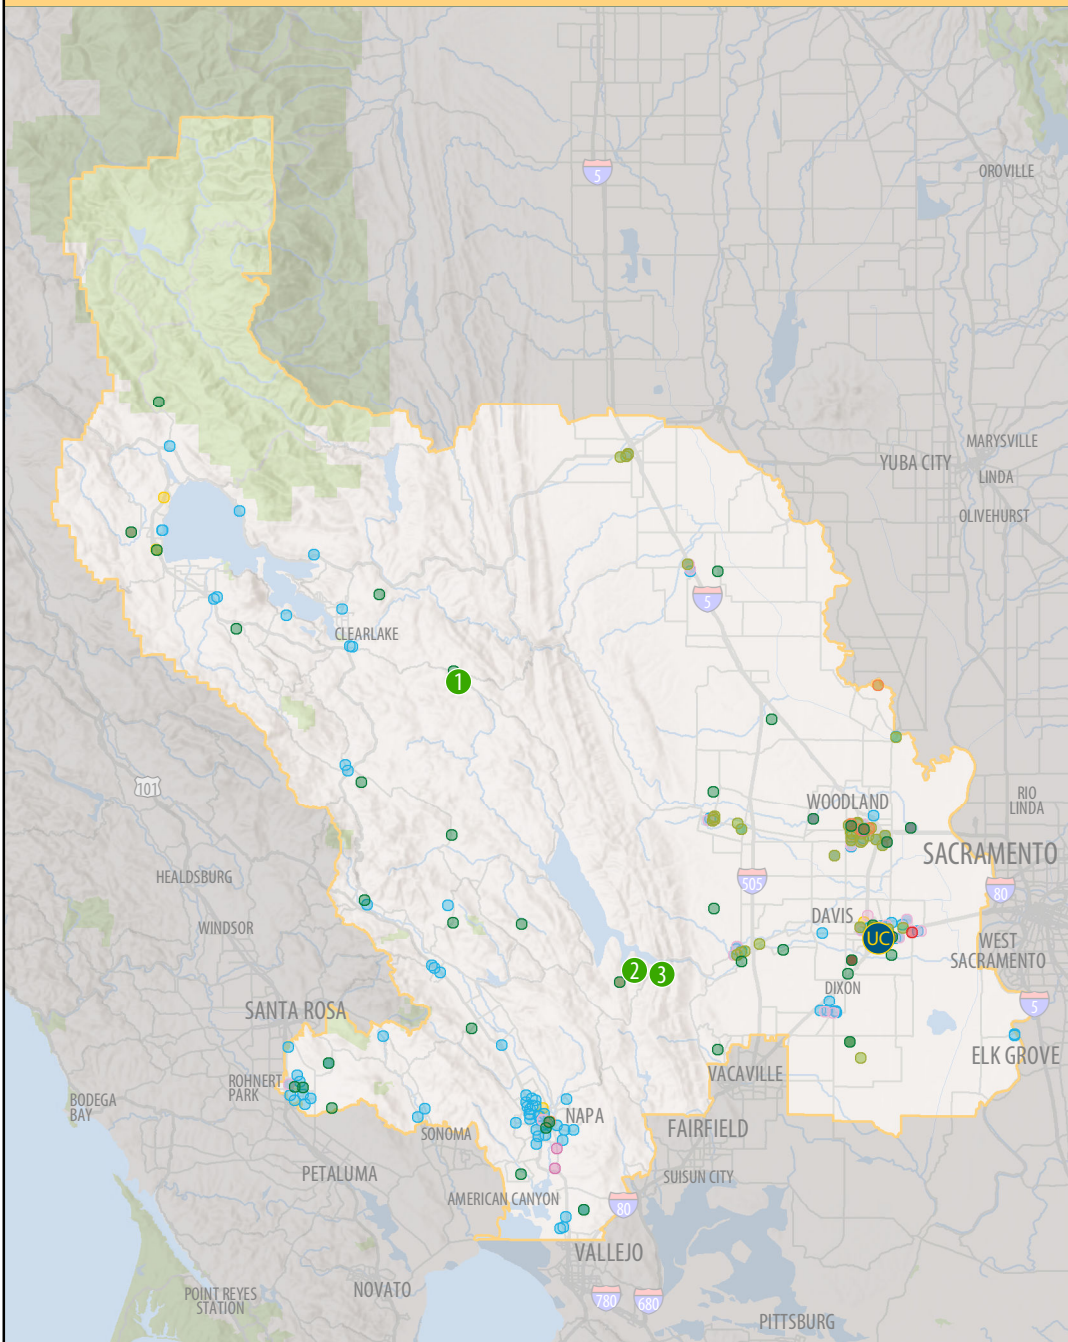 5
OROVILLE
MARYSVILLE
YUBA CITY
LINDA
OLIVEHURST
5
CLEARLAKE
1
101
WOODLAND
RIO
LINDA
SACRAMENTO
HEALDSBURG
505
80
DAVIS
WINDSOR
UC
WEST
SACRAMENTO
2
3
DIXON
SANTA ROSA
5
ELK GROVE
ROHNERT
PARK
VACAVILLE
BODEGA
BAY
NAPA
FAIRFIELD
SONOMA
PETALUMA
SUISUN CITY
AMERICAN CANYON
80
VALLEJO
POINT REYES
STATION
NOVATO
780
680
PITTSBURG